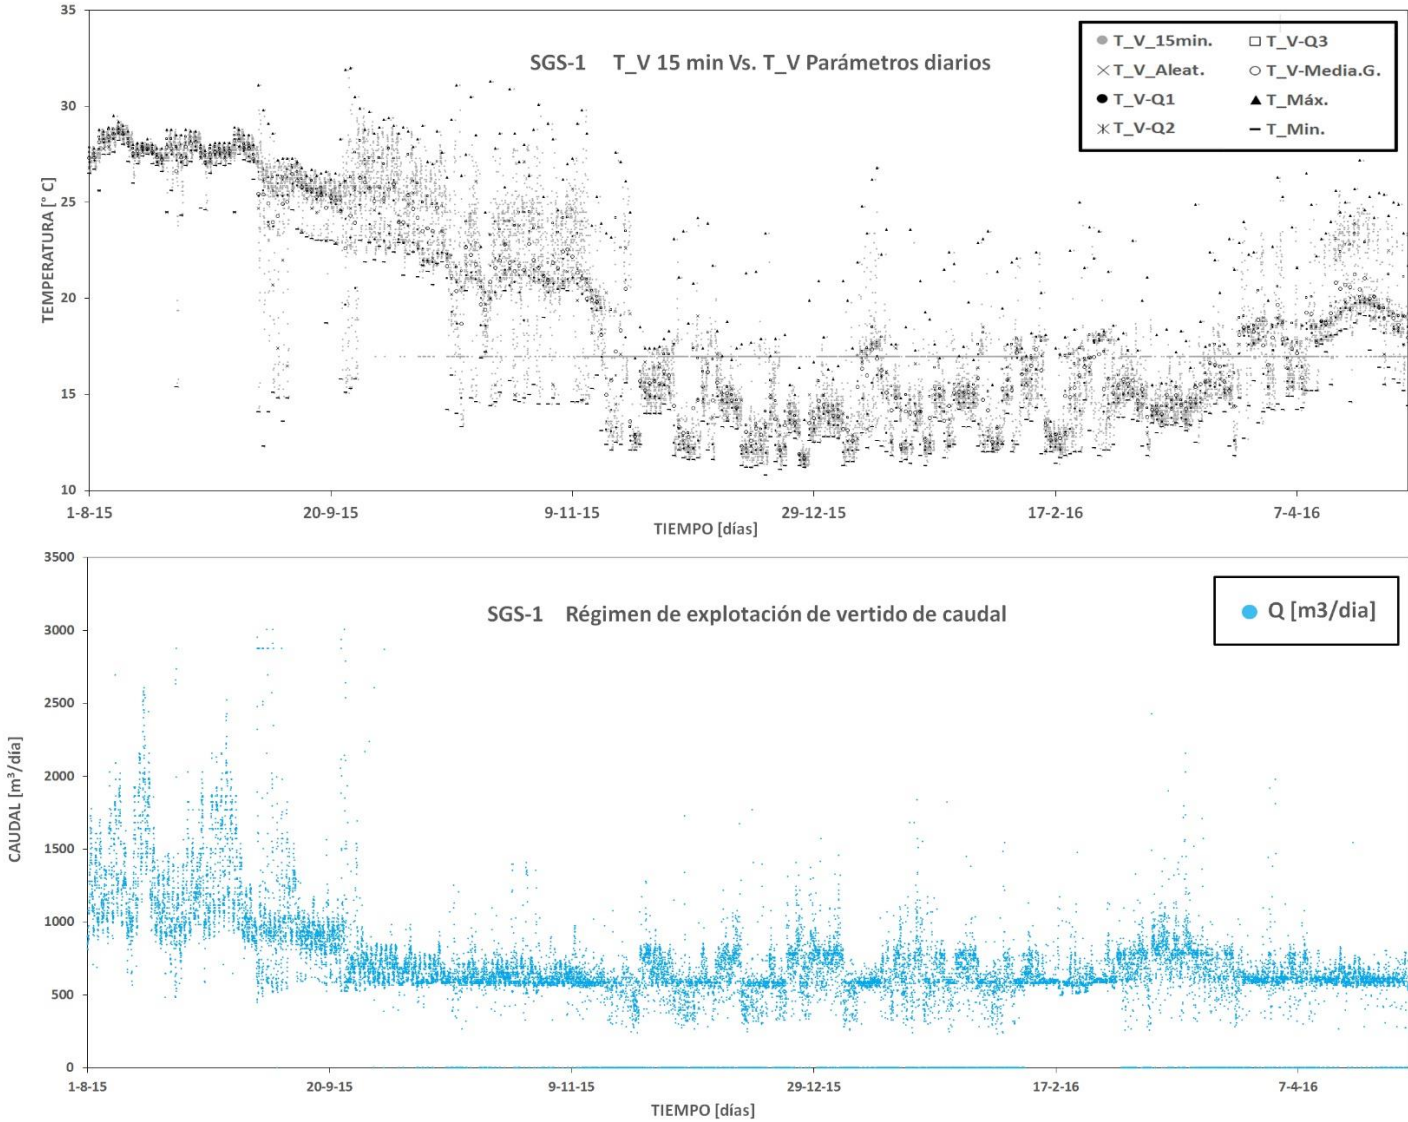 35
30
25
20
15
10
TEMPERATURA [° C]
SGS-1 T_V 15 min Vs. T_V Parámetros diarios
T_V_15min. T_V-Q3
T_V_Aleat. T_V-Media.G.
T_V-Q1 T_Máx.
T_V-Q2 T_Min.
1-8-15 20-9-15 9-11-15 29-12-15 17-2-16 7-4-16
TIEMPO [días]
3500
3000
2500
2000
1500
1000
500
0
CAUDAL [m³/día]
SGS-1 Régimen de explotación de vertido de caudal
Q [m3/dia]
1-8-15 20-9-15 9-11-15 29-12-15 17-2-16 7-4-16
TIEMPO [días]